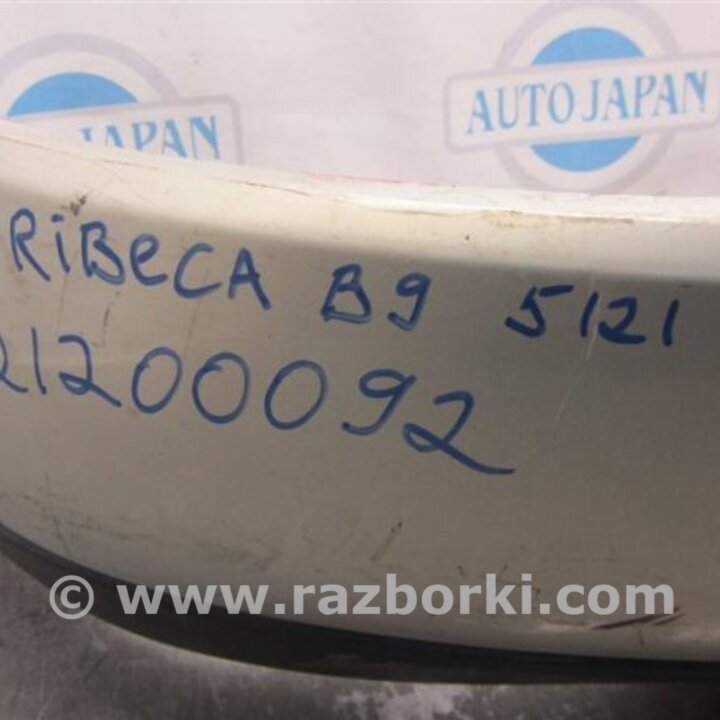 AUTO JAPAN
JAPAN
RiBeCA B9 5121
21200092
© www.razborki.com